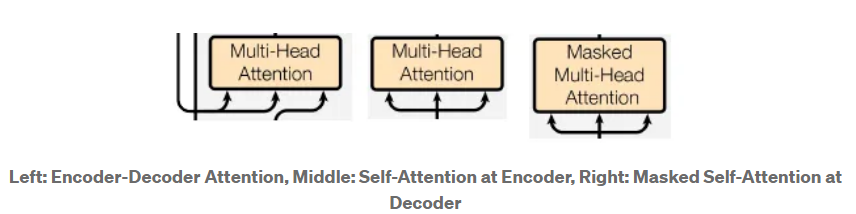 Multi-Head
Attention
Multi-Head
Attention
Masked
Multi-Head
Attention
Left: Encoder-Decoder Attention, Middle: Self-Attention at Encoder, Right: Masked Self-Attention at
Decoder